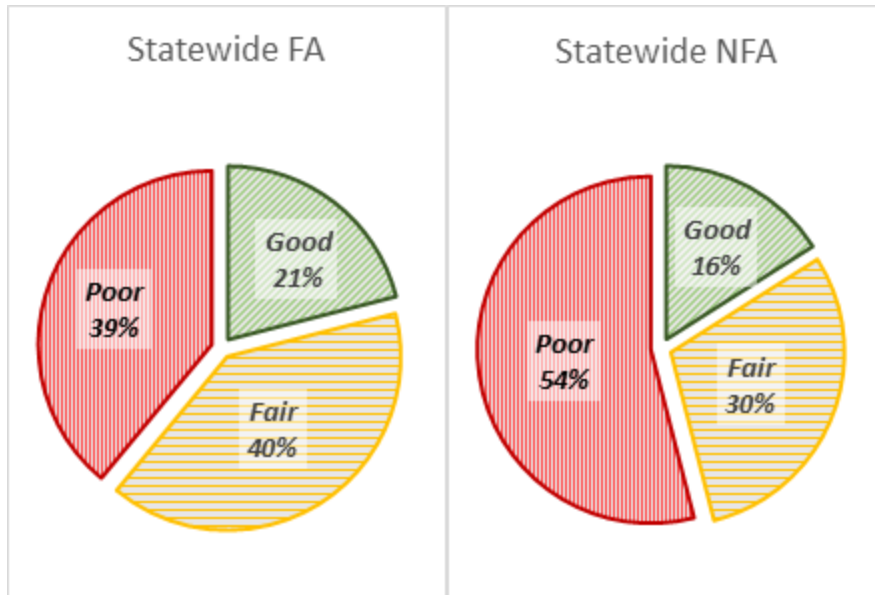 Statewide FA
Good
21%
Poor
39%
Fair
40%
Statewide NFA
Good
16%
Poor
54%
Fair
30%